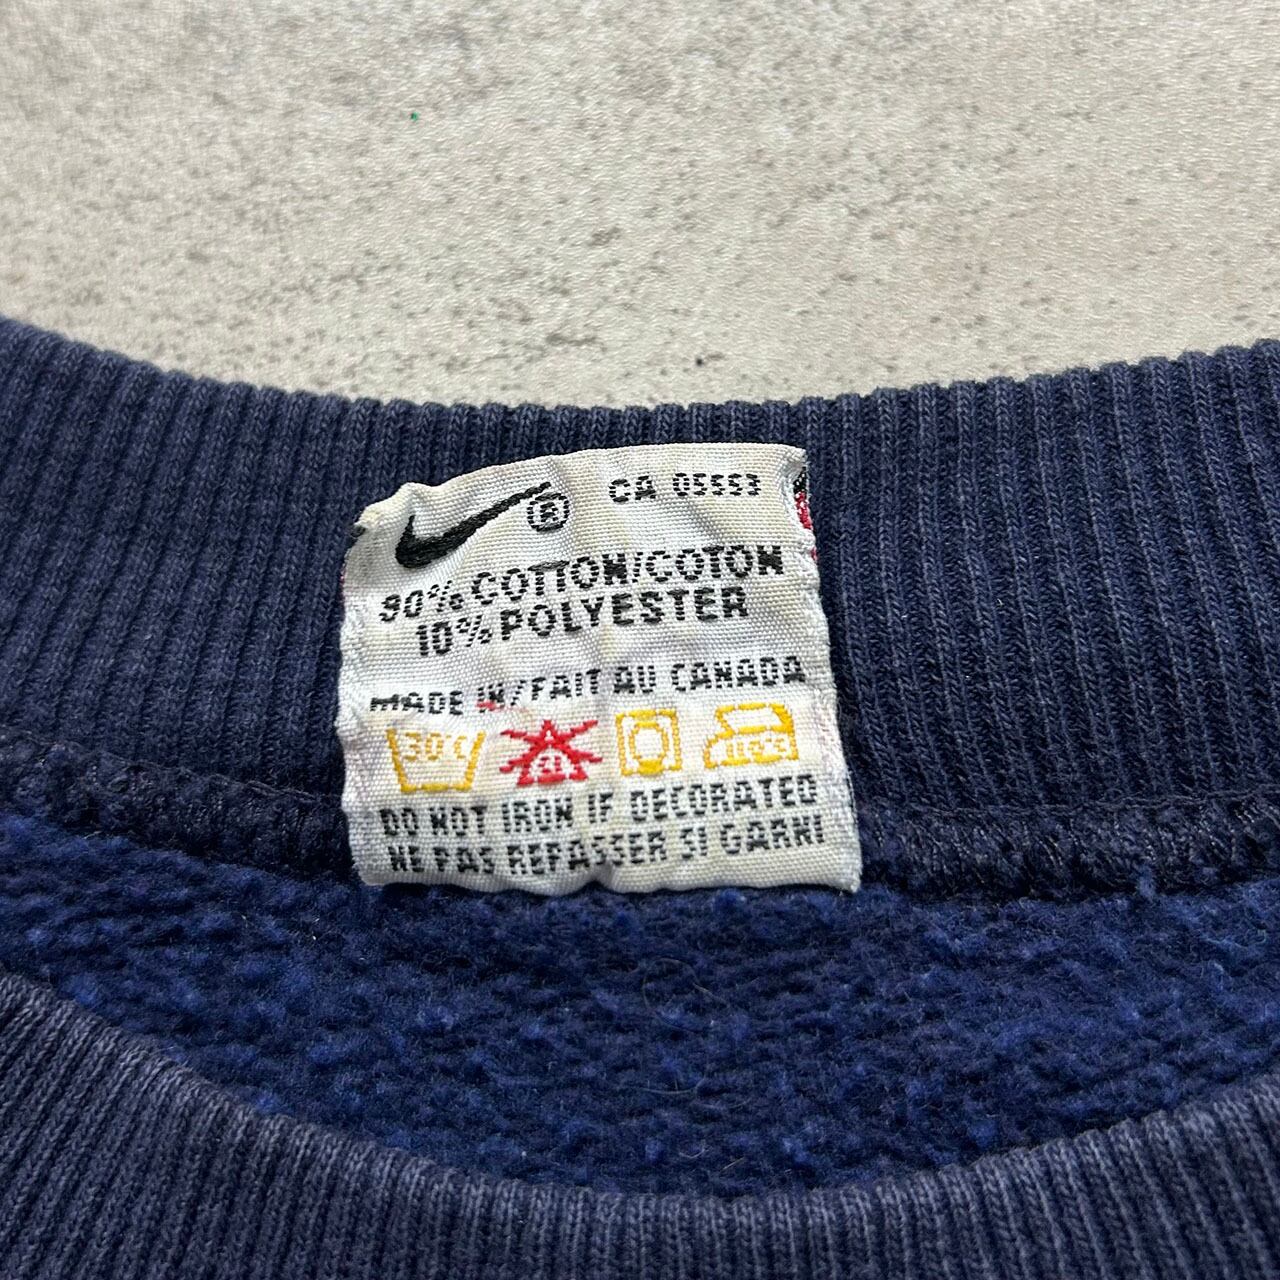 ® CA 05553
90% COTTON/COTON
10% POLYESTER
MADE IN/FAIT AU CANADA
30°C
DO NOT IRON IF DECORATED
NE PAS REPASSER SI GARNI